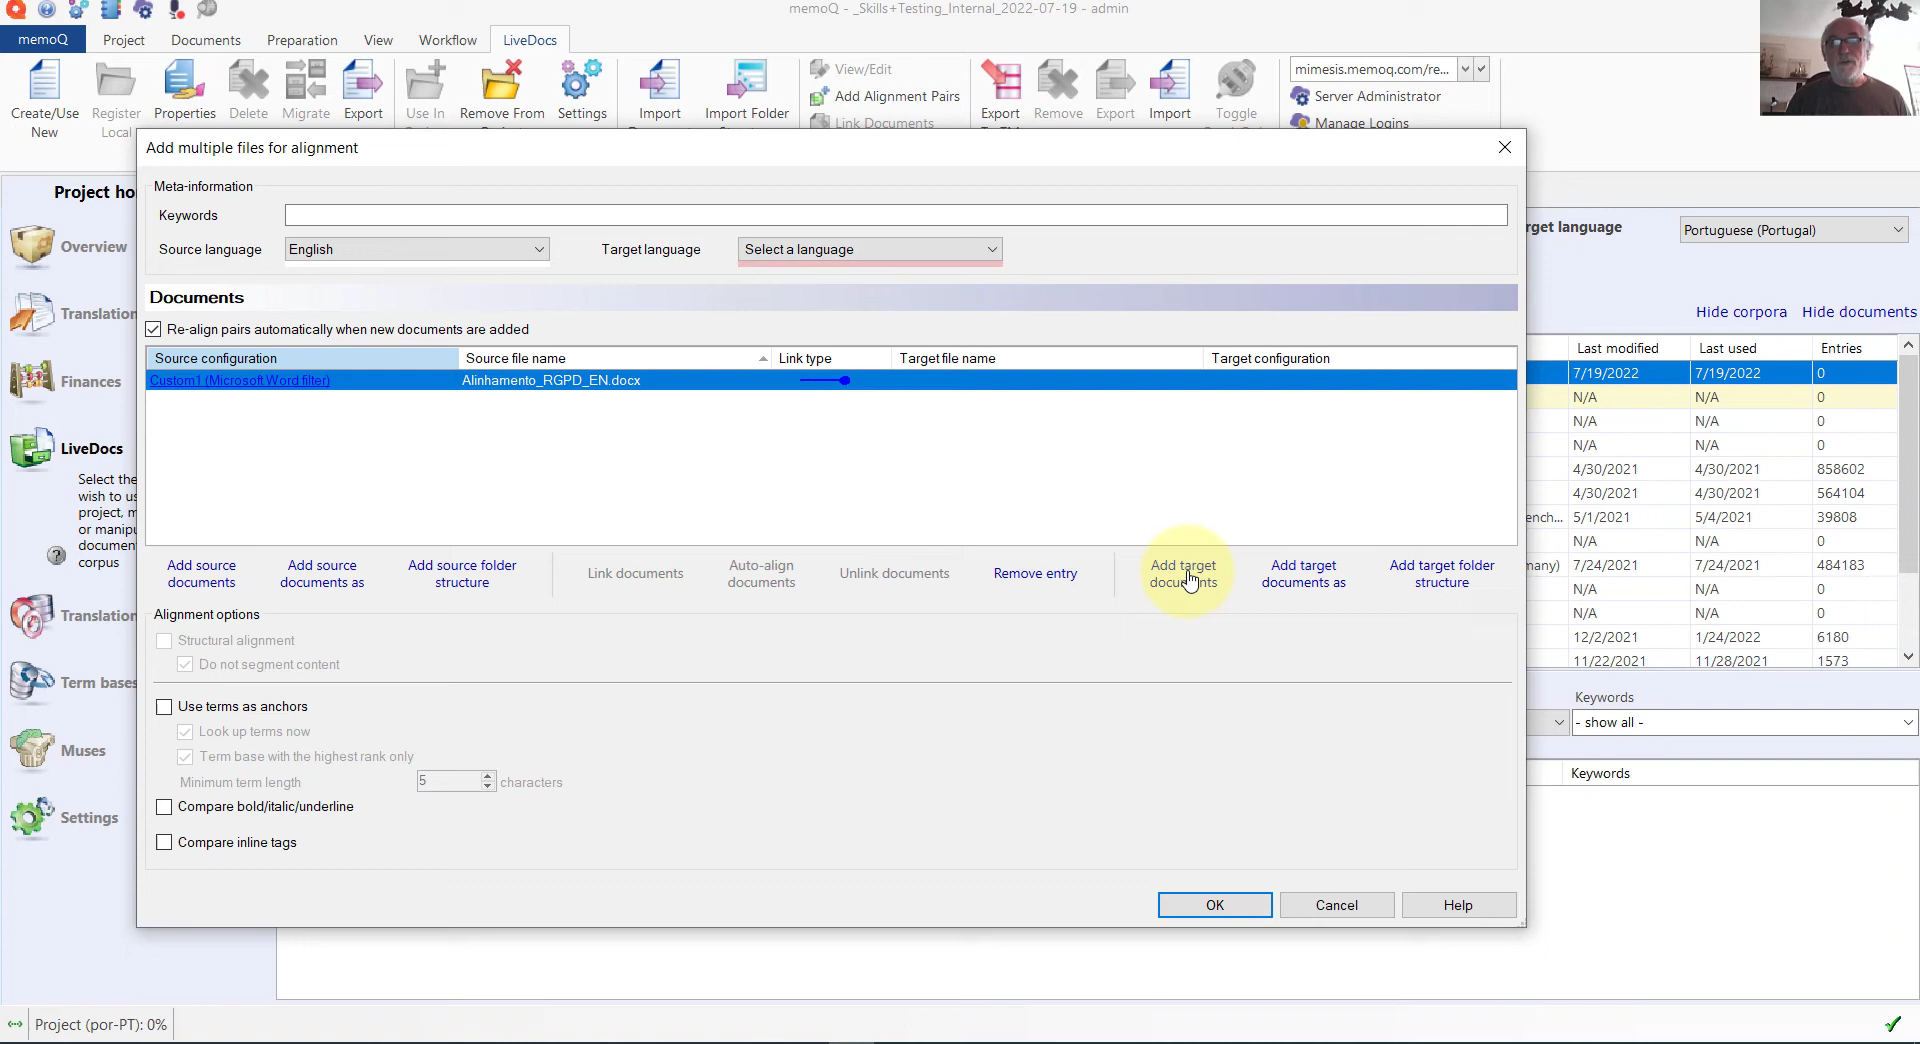 memoQ - _Skills+Testing_Internal_2022-07-19 - admin
memoQ
Project
Documents
Preparation
View
Workflow
LiveDocs
Create/Use
New
Register
Local
Properties
Delete
Migrate
Export
Use In
Remove From
Settings
Import
Import Folder
View/Edit
Add Alignment Pairs
Link Documents
Export
Remove
Export
Import
Toggle
mimesis.memoq.com/re...
Server Administrator
Manage Logins
Project ho
Overview
Translation
Finances
LiveDocs
Select the
wish to us
project, m
or manipu
documen
corpus
Translation
Term bases
Muses
Settings
Add multiple files for alignment
Meta-information
Keywords
Source language
English
Target language
Select a language
Documents
Re-align pairs automatically when new documents are added
Source configuration
Source file name
Link type
Target file name
Target configuration
Custom1 (Microsoft Word filter)
Alinhamento_RGPD_EN.docx
Add source
documents
Add source
documents as
Add source folder
structure
Link documents
Auto-align
documents
Unlink documents
Remove entry
Add target
documents
Add target
documents as
Add target folder
structure
Alignment options
Structural alignment
Do not segment content
Use terms as anchors
Look up terms now
Term base with the highest rank only
Minimum term length
5
characters
Compare bold/italic/underline
Compare inline tags
OK
Cancel
Help
rget language
Portuguese (Portugal)
Hide corpora
Hide documents
Last modified
Last used
Entries
7/19/2022
7/19/2022
0
N/A
N/A
0
N/A
N/A
0
N/A
N/A
0
4/30/2021
4/30/2021
858602
4/30/2021
4/30/2021
564104
ench...
5/1/2021
5/4/2021
39808
N/A
N/A
0
many)
7/24/2021
7/24/2021
484183
N/A
N/A
0
N/A
N/A
0
12/2/2021
1/24/2022
6180
11/22/2021
11/28/2021
1573
Keywords
- show all -
Keywords
Project (por-PT): 0%